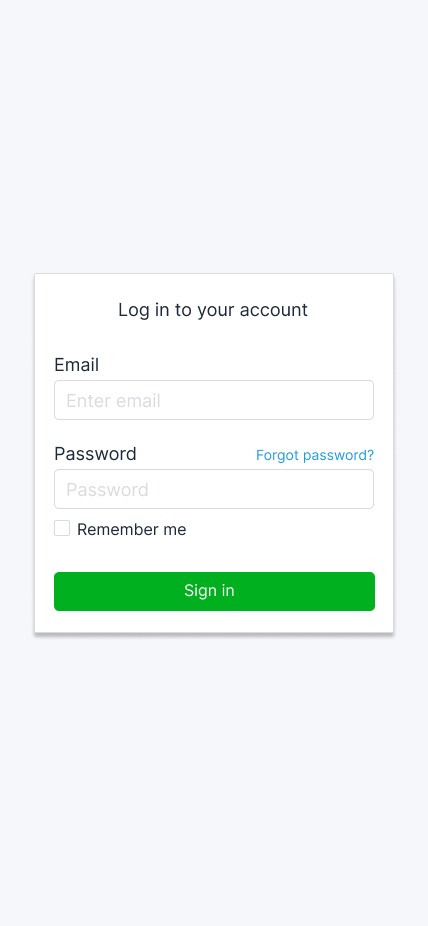 Log in to your account
Email
Enter email
Password Forgot password?
Password
Remember me
Sign in